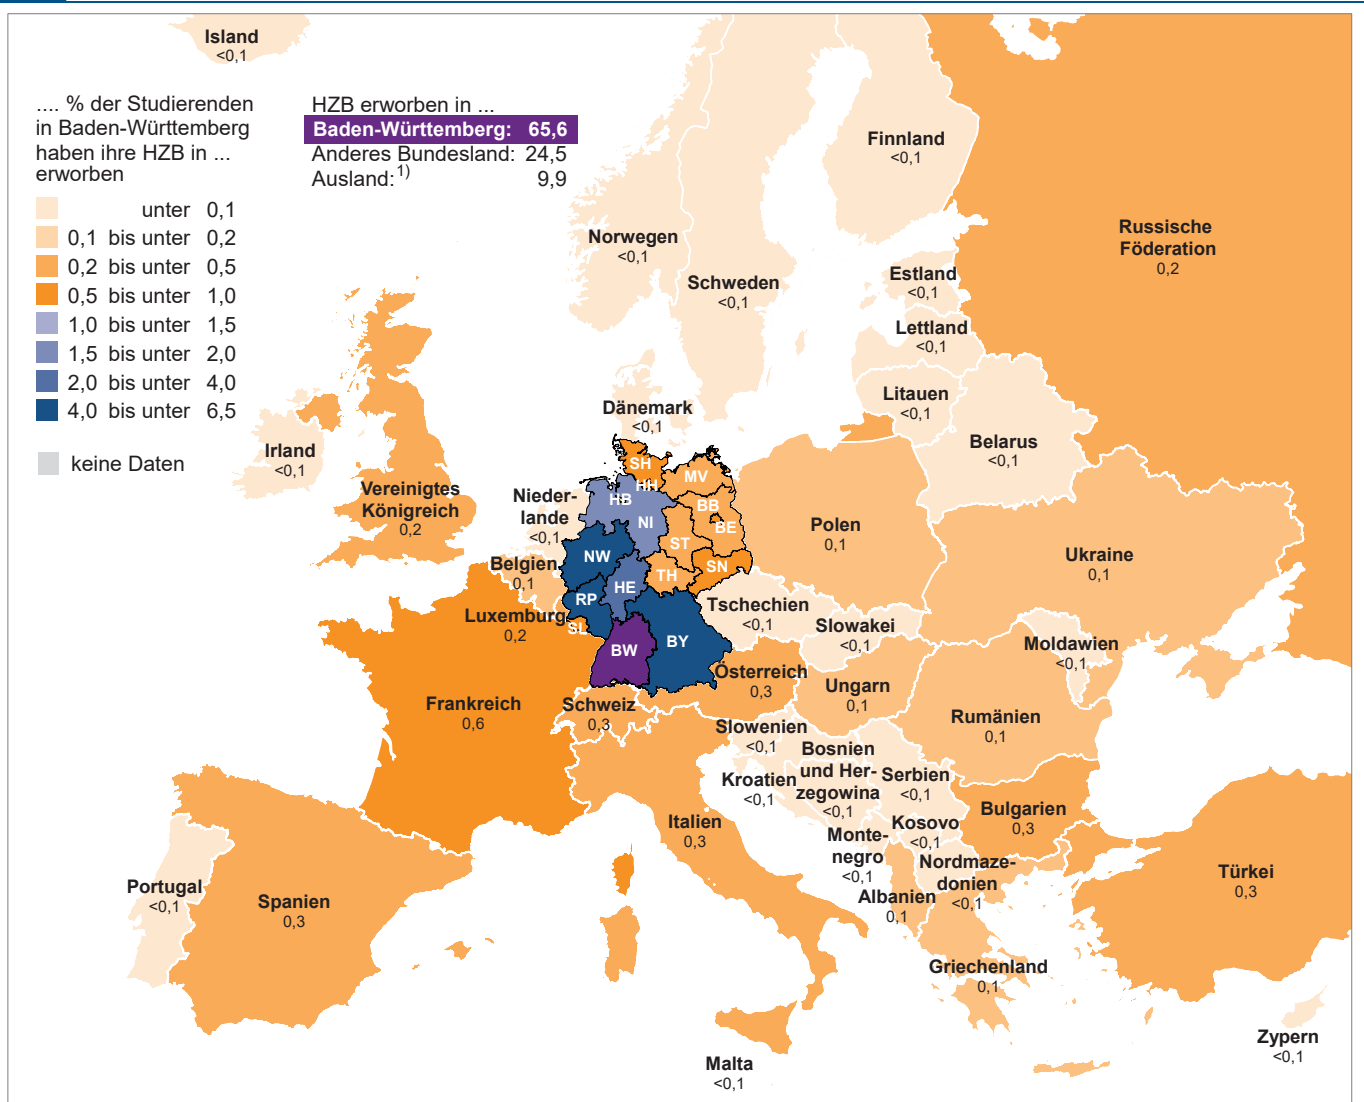 Island
<0,1
.... % der Studierenden
in Baden-Württemberg
haben ihre HZB in ...
erworben
unter 0,1
0,1 bis unter 0,2
0,2 bis unter 0,5
0,5 bis unter 1,0
1,0 bis unter 1,5
1,5 bis unter 2,0
2,0 bis unter 4,0
4,0 bis unter 6,5
keine Daten
HZB erworben in ...
Baden-Württemberg: 65,6
Anderes Bundesland: 24,5
Ausland:1) 9,9
Finnland
<0,1
Russische
Föderation
0,2
Norwegen
<0,1
Schweden
<0,1
Estland
<0,1
Lettland
<0,1
Litauen
<0,1
Belarus
<0,1
Dänemark
<0,1
Irland
<0,1
Vereinigtes
Königreich
0,2
Nieder-
lande
<0,1
Belgien
0,1
Luxemburg
0,2
SH
HH
MV
HB
NI
BB
BE
ST
NW
SN
TH
HE
RP
SL
BW
BY
Polen
0,1
Ukraine
0,1
Tschechien
<0,1
Slowakei
<0,1
Moldawien
<0,1
Österreich
0,3
Ungarn
0,1
Rumänien
0,1
Frankreich
0,6
Schweiz
0,3
Slowenien
<0,1
Kroatien
<0,1
Bosnien
und Her-
zegowina
<0,1
Serbien
<0,1
Bulgarien
0,3
Kosovo
<0,1
Monte-
negro
<0,1
Nordmaze-
donien
<0,1
Albanien
0,1
Italien
0,3
Türkei
0,3
Portugal
<0,1
Spanien
0,3
Griechenland
0,1
Zypern
<0,1
Malta
<0,1